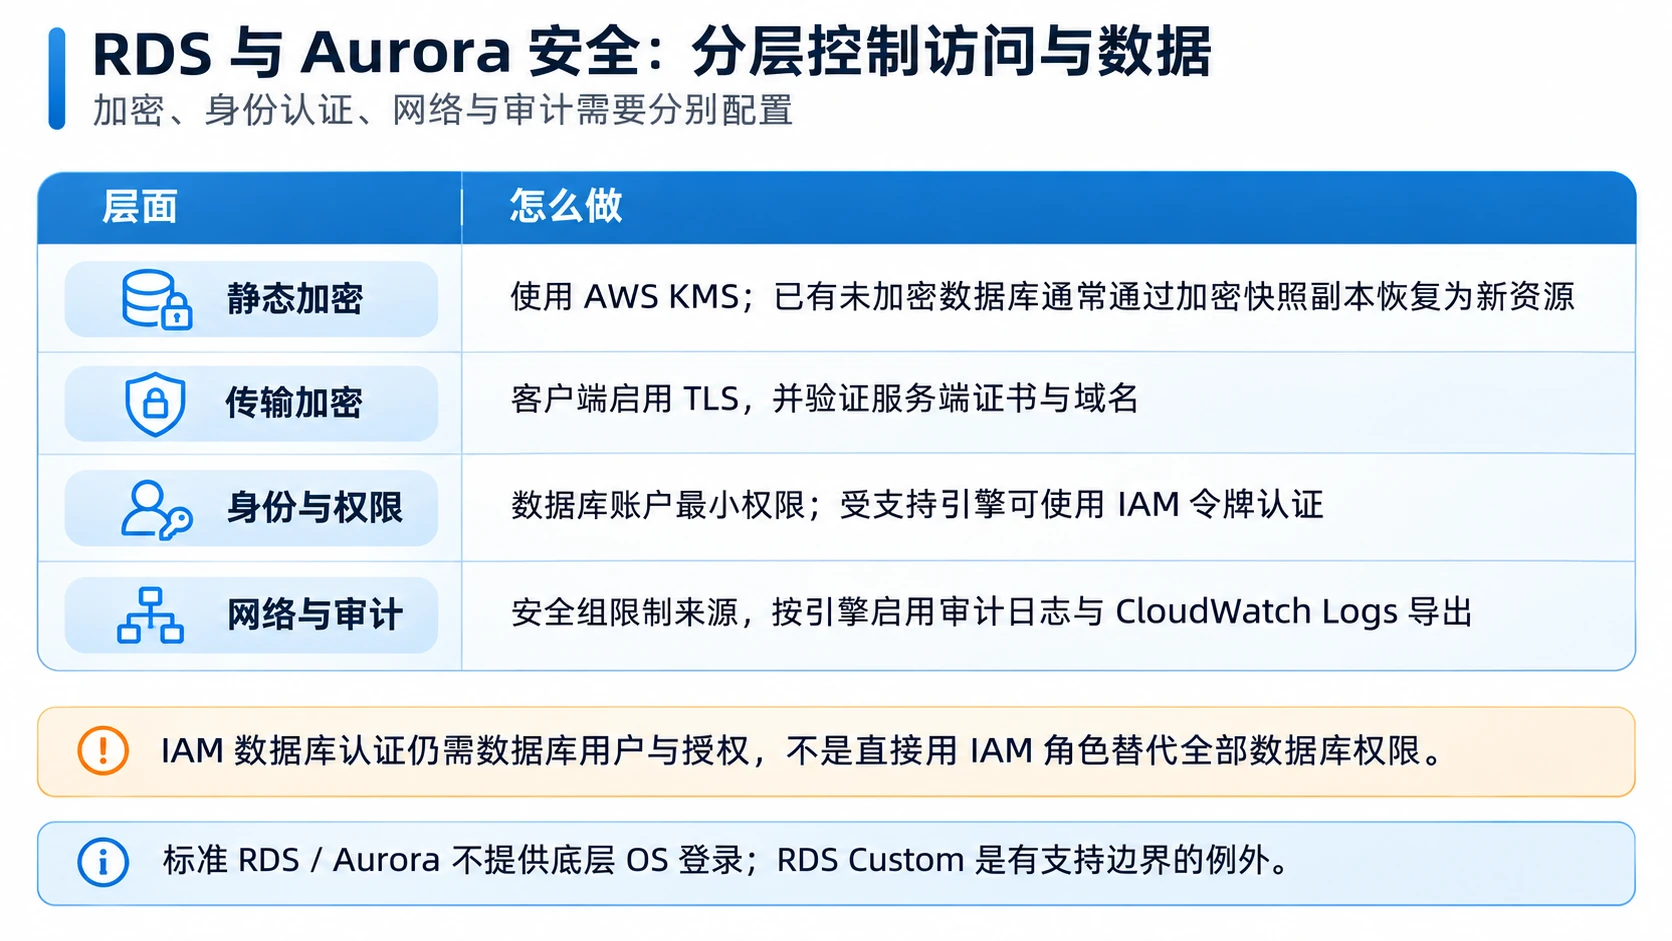 RDS 与 Aurora 安全：分层控制访问与数据
加密、身份认证、网络与审计需要分别配置
层面
怎么做
静态加密
使用 AWS KMS；已有未加密数据库通常通过加密快照副本恢复为新资源
传输加密
客户端启用 TLS，并验证服务端证书与域名
身份与权限
数据库账户最小权限；受支持引擎可使用 IAM 令牌认证
网络与审计
安全组限制来源，按引擎启用审计日志与 CloudWatch Logs 导出
IAM 数据库认证仍需数据库用户与授权，不是直接用 IAM 角色替代全部数据库权限。
标准 RDS / Aurora 不提供底层 OS 登录；RDS Custom 是有支持边界的例外。